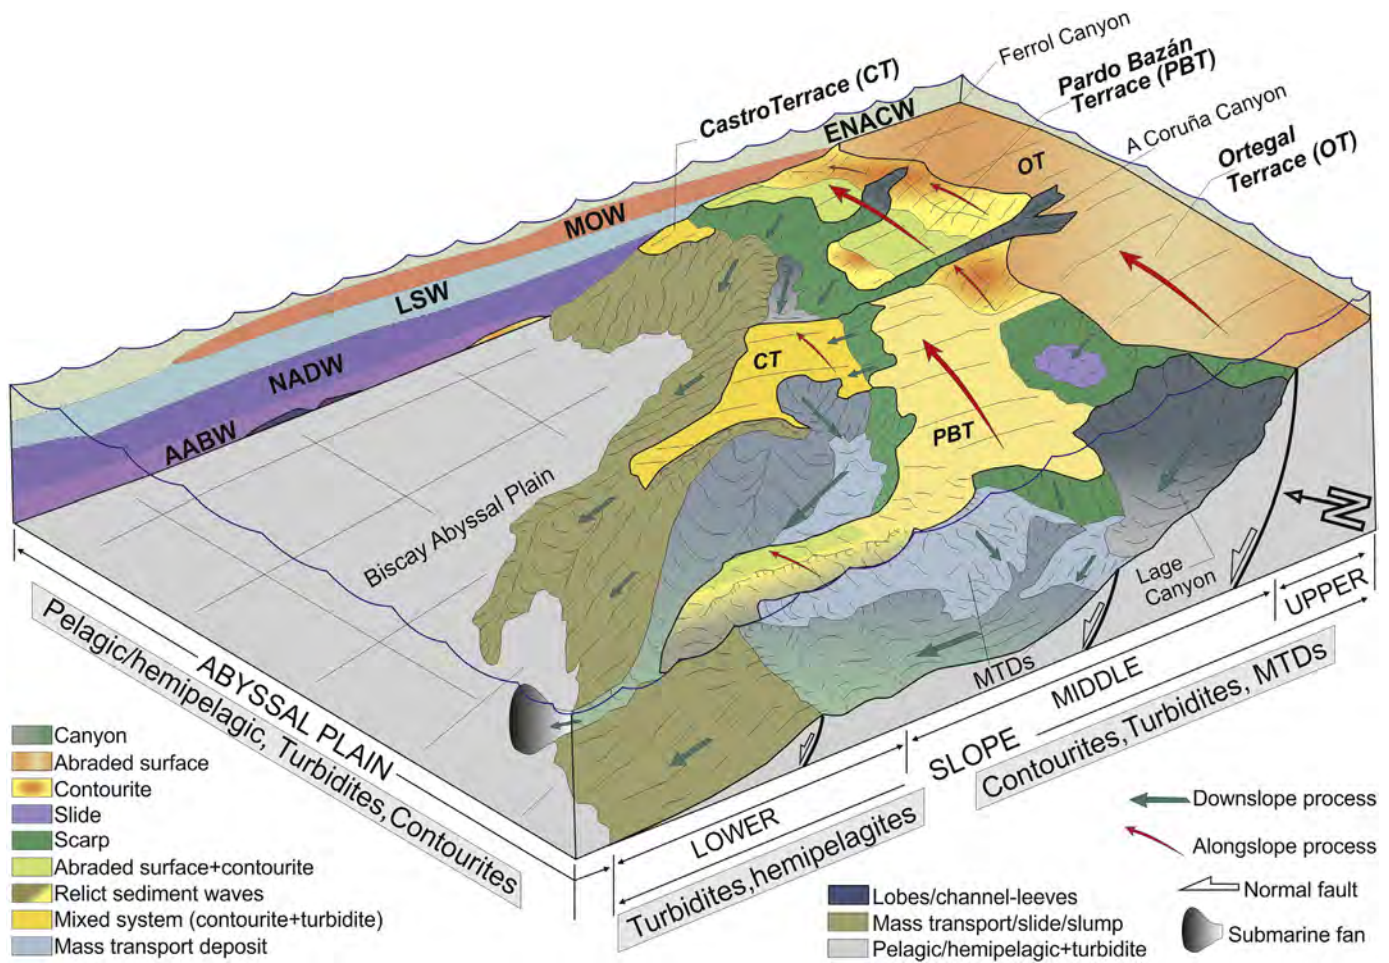 Ferrol Canyon
Pardo Bazán
Terrace (PBT)
CastroTerrace (CT)
A Coruña Canyon
Ortegal
Terrace (OT)
ENACW
OT
MOW
LSW
NADW
AABW
CT
PBT
Biscay Abyssal Plain
N
Lage
Canyon
MTDs
UPPER
MIDDLE
SLOPE
LOWER
Contourites,Turbidites, MTDs
Turbidites,hemipelagites
ABYSSAL PLAIN
Pelagic/hemipelagic, Turbidites,Contourites
Canyon
Abraded surface
Contourite
Slide
Scarp
Abraded surface+contourite
Relict sediment waves
Mixed system (contourite+turbidite)
Mass transport deposit
Lobes/channel-leeves
Mass transport/slide/slump
Pelagic/hemipelagic+turbidite
Downslope process
Alongslope process
Normal fault
Submarine fan